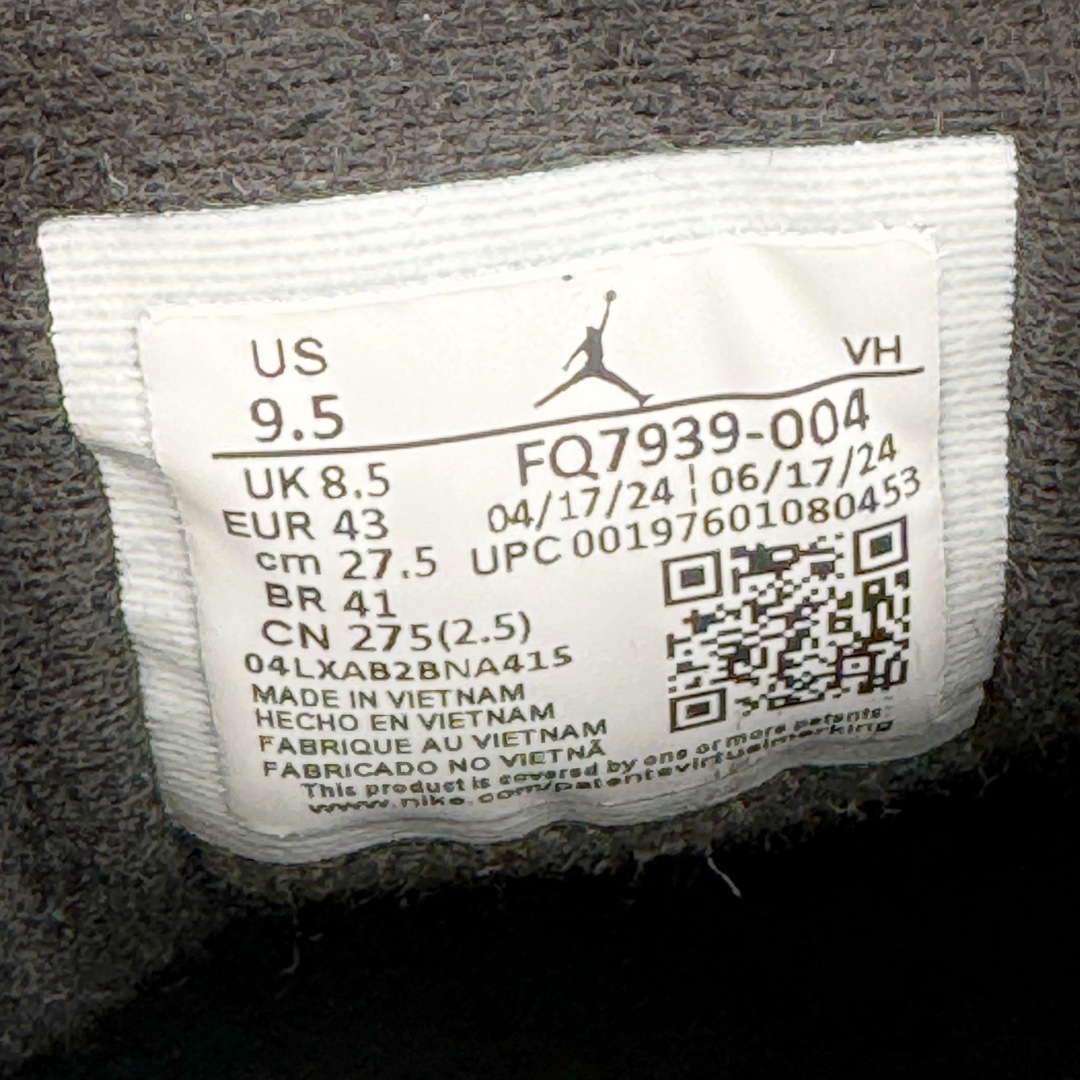 US
VH
9.5
FQ7939-004
UK 8.5
04/17/24 ¦ 06/17/24
EUR 43
UPC 00197601080453
cm 27.5
BR 41
CN 275(2.5)
04LXAB2BNA415
MADE IN VIETNAM
HECHO EN VIETNAM
FABRIQUE AU VIETNAM
FABRICADO NO VIETNÃ
This product is covered by one or more patents:
www.nike.com/patentsvirtualmarking